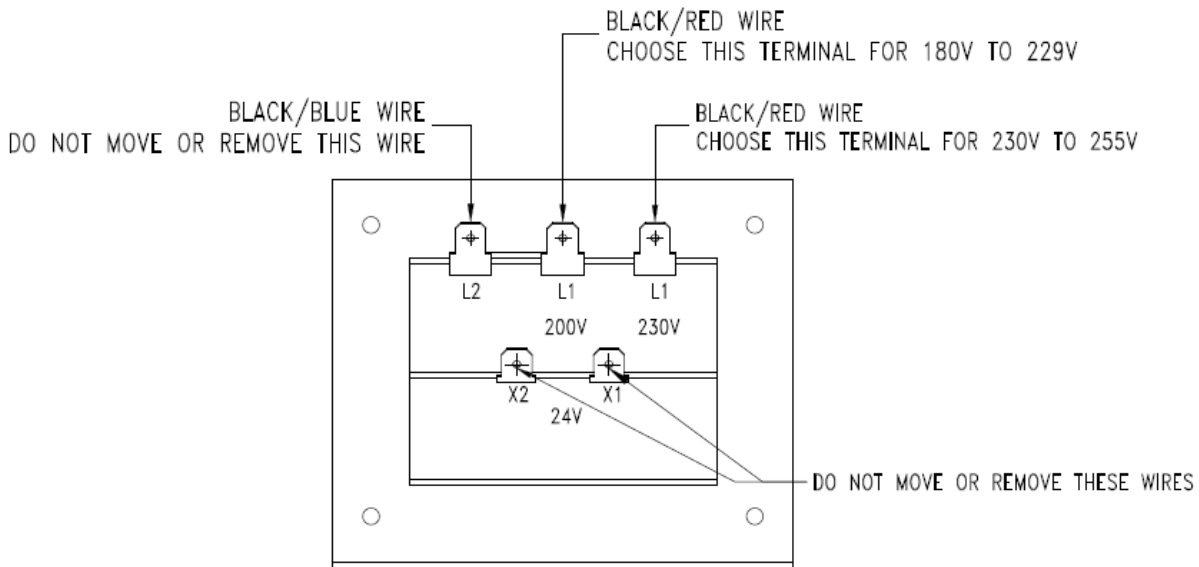 BLACK/RED WIRE
CHOOSE THIS TERMINAL FOR 180V TO 229V
BLACK/BLUE WIRE
DO NOT MOVE OR REMOVE THIS WIRE
BLACK/RED WIRE
CHOOSE THIS TERMINAL FOR 230V TO 255V
L2 L1 L1
200V 230V
X2 X1
24V
DO NOT MOVE OR REMOVE THESE WIRES